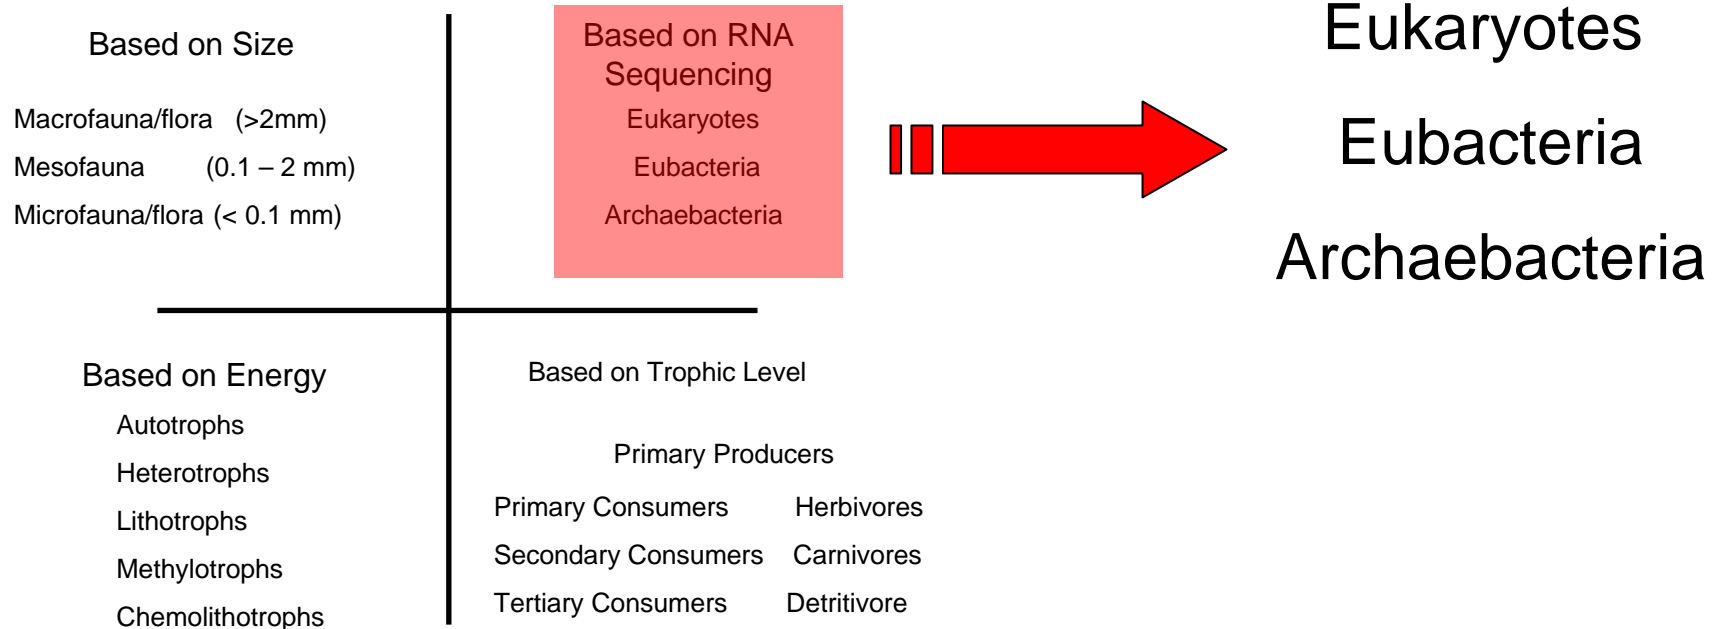 Based on Size
Macrofauna/flora (>2mm)
Mesofauna (0.1 – 2 mm)
Microfauna/flora (< 0.1 mm)
Based on RNA
Sequencing
Eukaryotes
Eubacteria
Archaebacteria
Eukaryotes
Eubacteria
Archaebacteria
Based on Energy
Autotrophs
Heterotrophs
Lithotrophs
Methylotrophs
Chemolithotrophs
Based on Trophic Level
Primary Producers
Primary Consumers Herbivores
Secondary Consumers Carnivores
Tertiary Consumers Detritivore